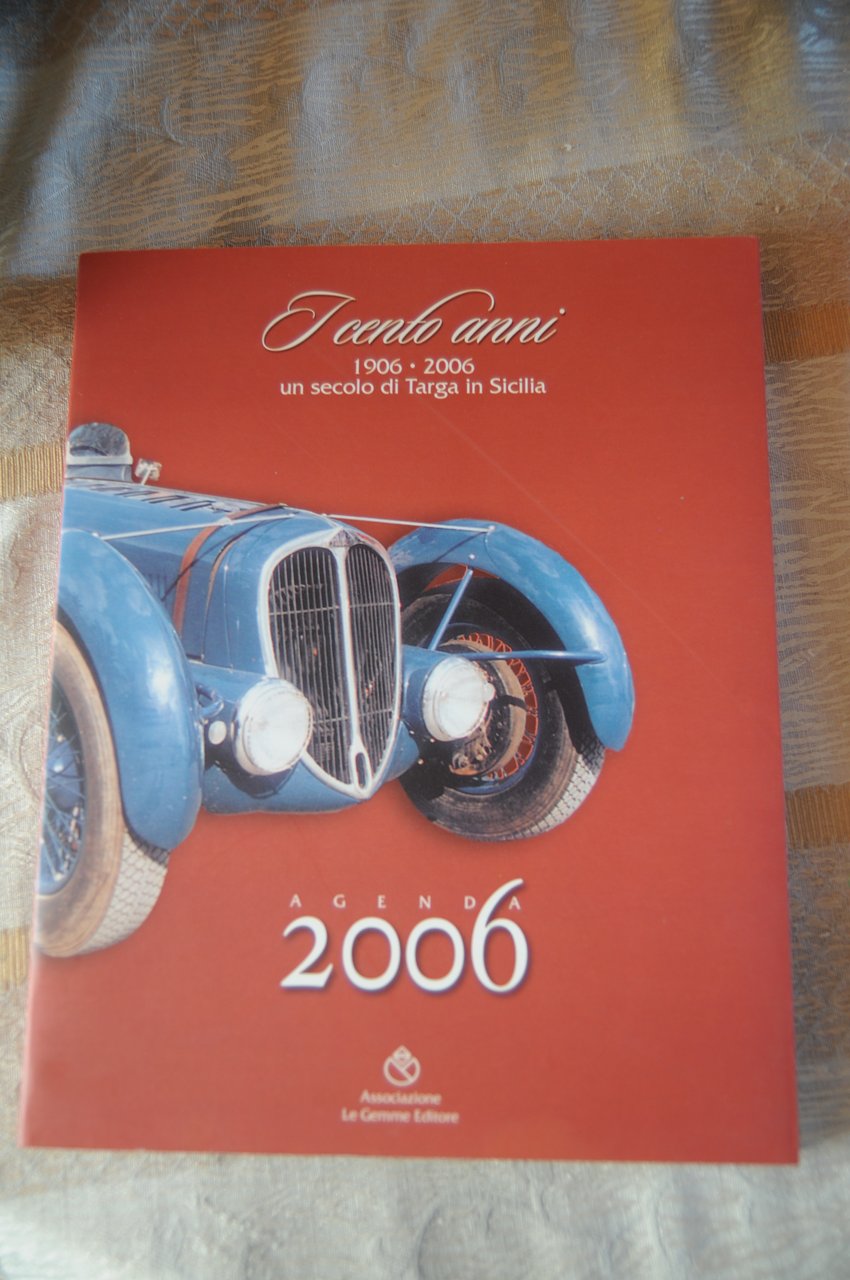 I cento anni
1906 • 2006
un secolo di Targa in Sicilia
AGENDA
2006
Associazione
Le Gemme Editore